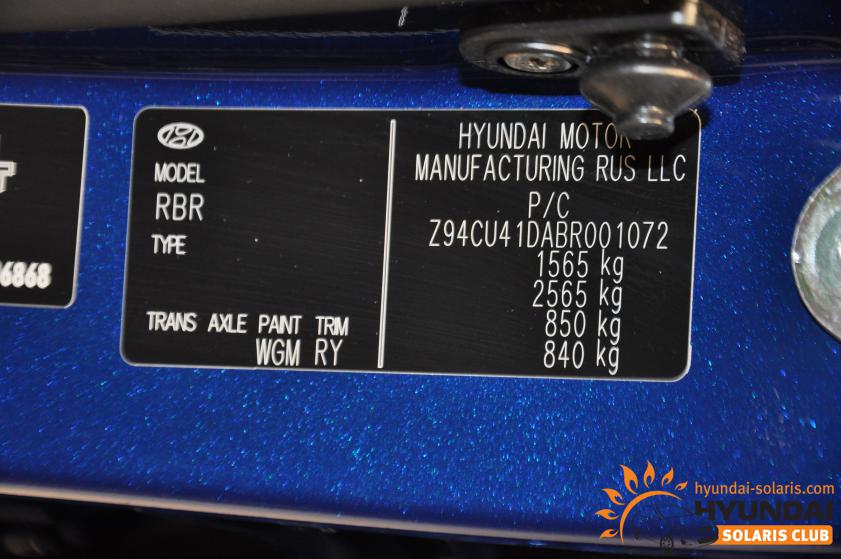 6868
MODEL
RBR
TYPE
TRANS AXLE PAINT TRIM
WGM RY
HYUNDAI MOTOR
MANUFACTURING RUS LLC
P/C
Z94CU41DABR001072
1565 kg
2565 kg
850 kg
840 kg
hyundai-solaris.com
HYUNDAI
SOLARIS CLUB